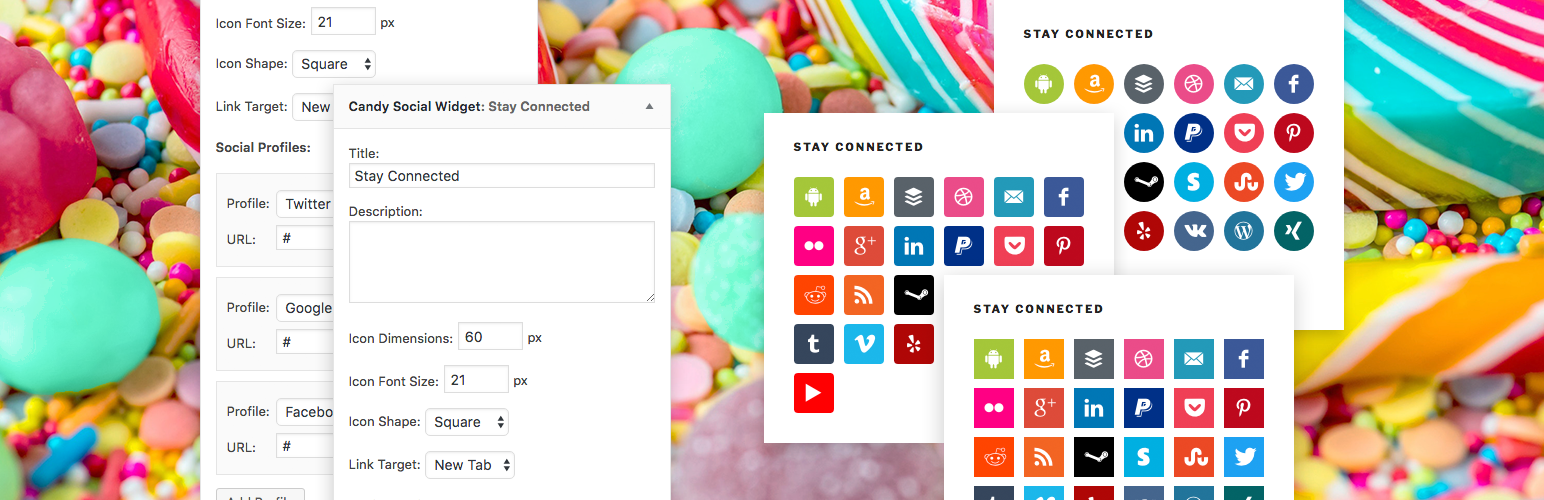 Icon Font Size: 21 px
Icon Shape: Square
Link Target: New
Social Profiles:
Profile: Twitter
URL: #
Profile: Google
URL: #
Profile: Facebo
URL: #
Candy Social Widget: Stay Connected
Title:
Stay Connected
Description:
Icon Dimensions: 60 px
Icon Font Size: 21 px
Icon Shape: Square
Link Target: New Tab
STAY CONNECTED
STAY CONNECTED
STAY CONNECTED